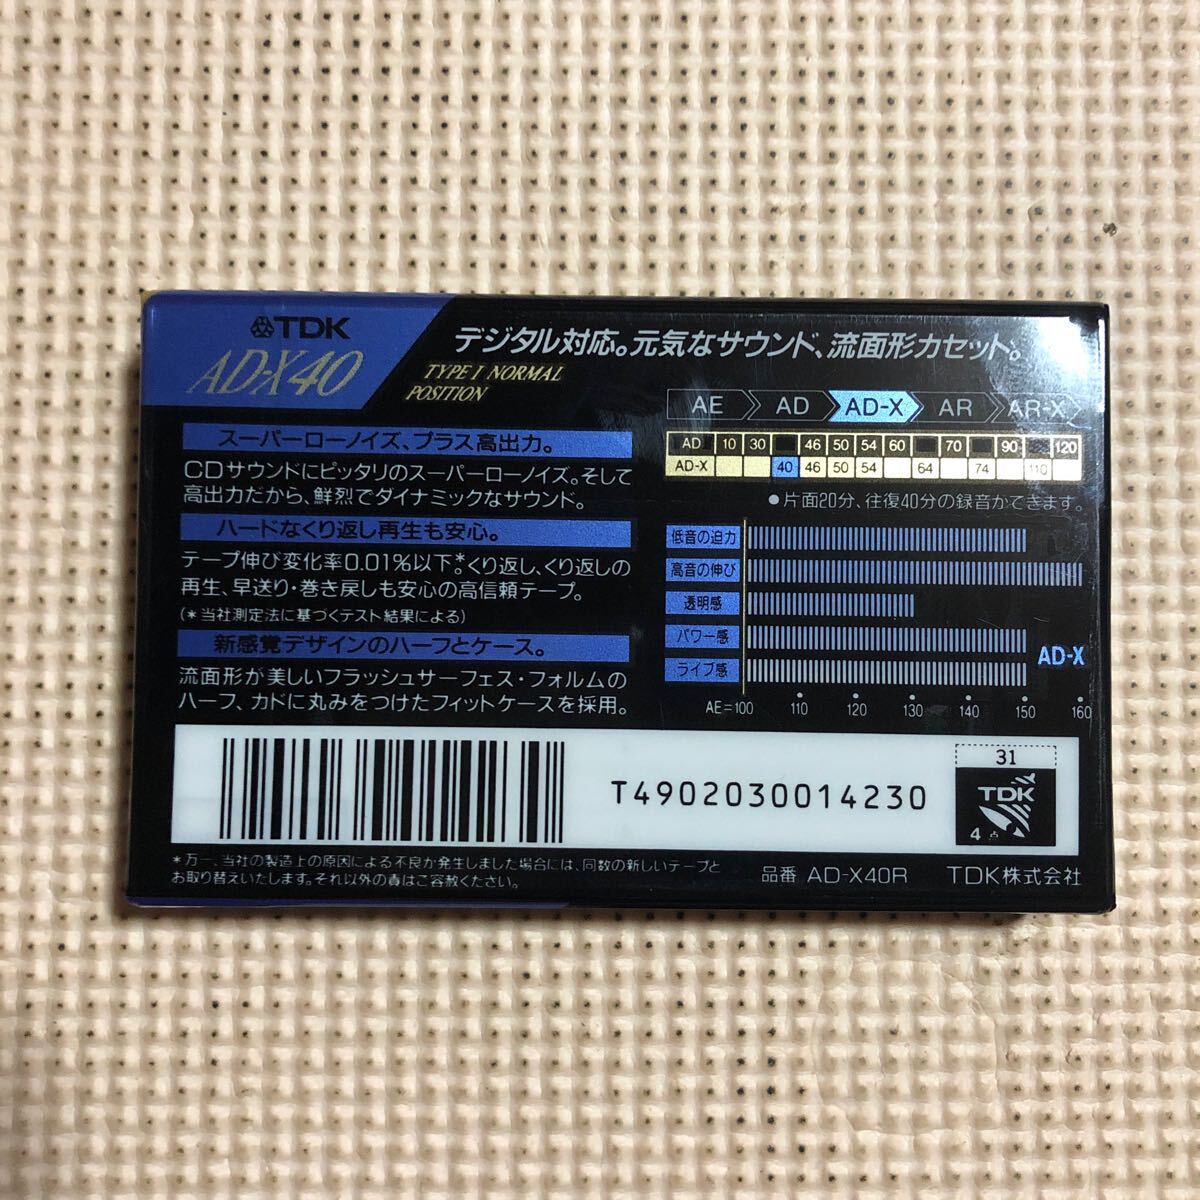 TDK
AD-X40
TYPE I NORMAL
POSITION
デジタル対応。元気なサウンド、流面形カセット。
AE AD AD-X AR AR-X
スーパーローノイズ、プラス高出力。
CDサウンドにピッタリのスーパーローノイズ。そして
高出力だから、鮮烈でダイナミックなサウンド。
ハードなくり返し再生も安心。
テープ伸び変化率0.01%以下*。くり返し、くり返しの
再生、早送り・巻き戻しも安心の高信頼テープ。
(*当社測定法に基づくテスト結果による)
新感覚デザインのハーフとケース。
流面形が美しいフラッシュサーフェス・フォルムの
ハーフ、カドに丸みをつけたフィットケースを採用。
AD 10 30 46 50 54 60 70 90 120
AD-X 40 46 50 54 64 74 110
●片面20分、往復40分の録音ができます。
低音の迫力
高音の伸び
透明感
パワー感
ライブ感
AD-X
AE=100 110 120 130 140 150 160
T4902030014230
31
TDK
4点
*万一、当社の製造上の原因による不良が発生しました場合には、同数の新しいテープと
お取り替えいたします。それ以外の責はご容赦ください。
品番 AD-X40R TDK株式会社